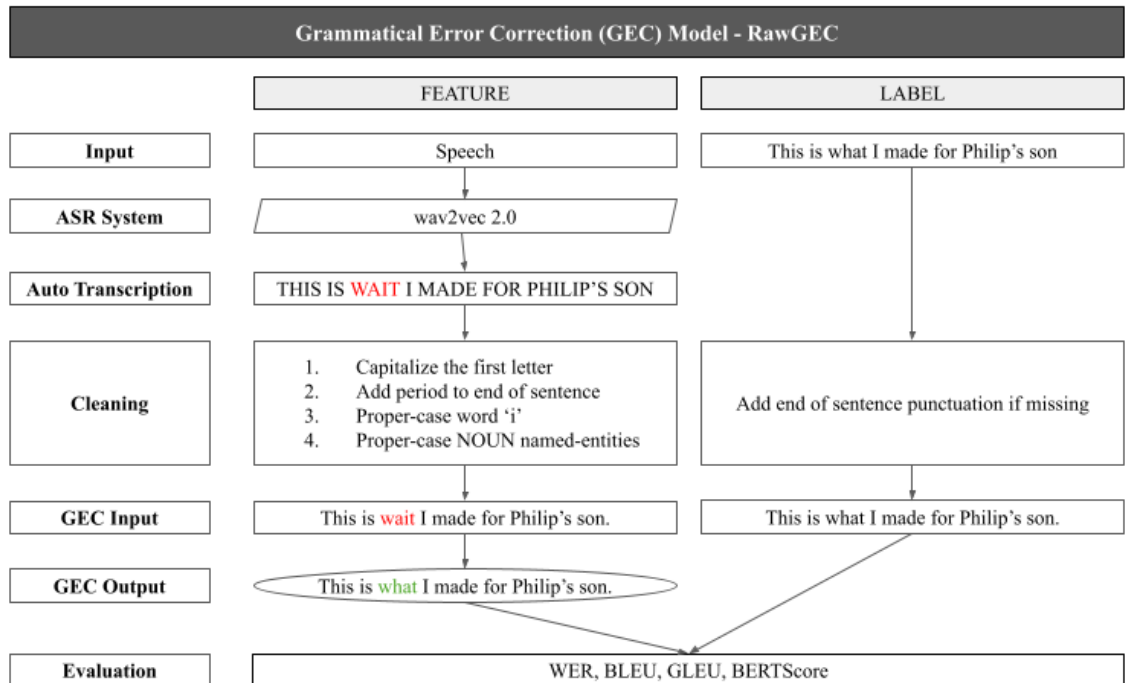 Grammatical Error Correction (GEC) Model - RawGEC
FEATURE
LABEL
Input
Speech
This is what I made for Philip’s son
ASR System
wav2vec 2.0
Auto Transcription
THIS IS WAIT I MADE FOR PHILIP’S SON
Cleaning
1. Capitalize the first letter
2. Add period to end of sentence
3. Proper-case word ‘i’
4. Proper-case NOUN named-entities
Add end of sentence punctuation if missing
GEC Input
This is wait I made for Philip’s son.
This is what I made for Philip’s son.
GEC Output
This is what I made for Philip’s son.
Evaluation
WER, BLEU, GLEU, BERTScore